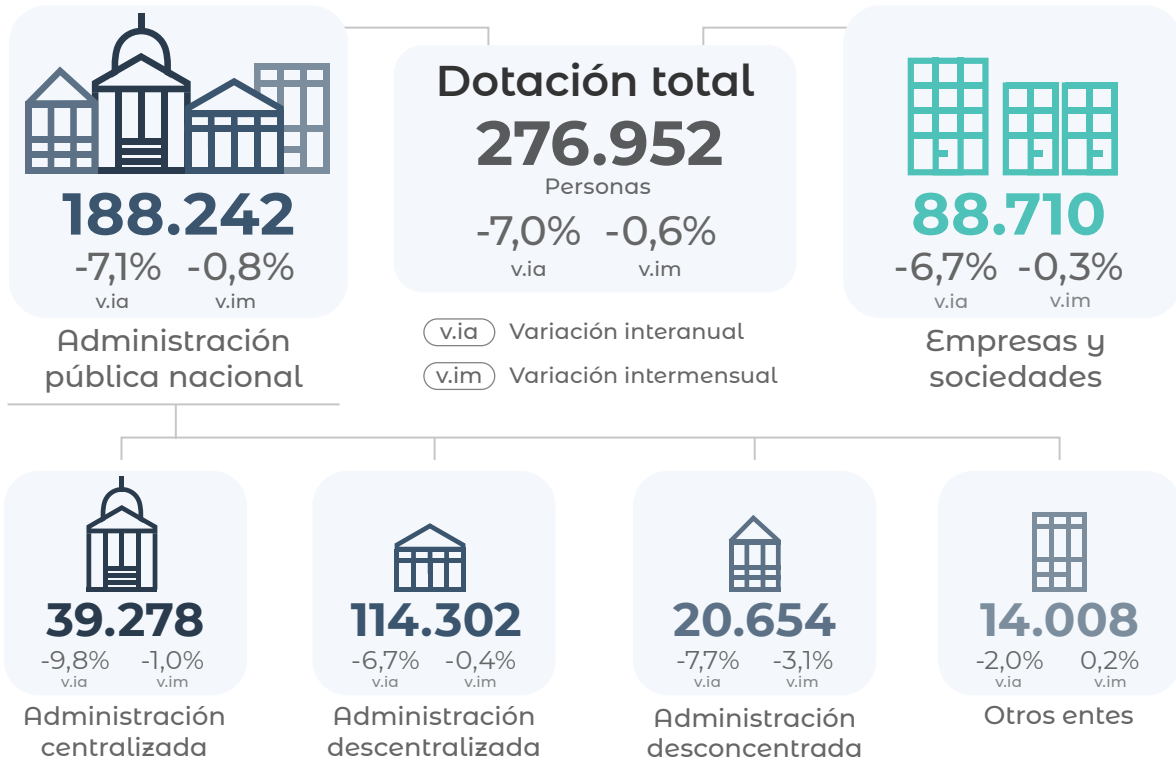 Dotación total
276.952
Personas
-7,0% -0,6%
v.ia v.im
188.242
-7,1% -0,8%
v.ia v.im
Administración
pública nacional
88.710
-6,7% -0,3%
v.ia v.im
Empresas y
sociedades
v.ia Variación interanual
v.im Variación intermensual
39.278
-9,8% -1,0%
v.ia v.im
Administración
centralizada
114.302
-6,7% -0,4%
v.ia v.im
Administración
descentralizada
20.654
-7,7% -3,1%
v.ia v.im
Administración
desconcentrada
14.008
-2,0% 0,2%
v.ia v.im
Otros entes